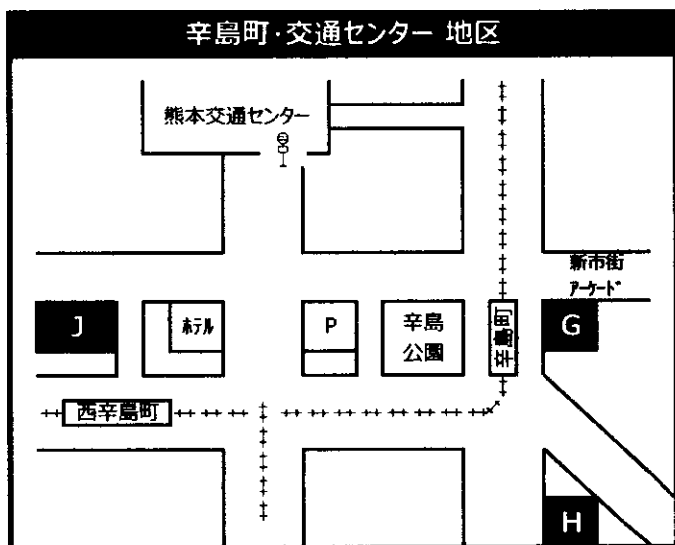 辛島町・交通センター 地区
熊本交通センター
新市街
アーケード
J
ホテル
P
辛島
公園
辛島町
G
西辛島町
H